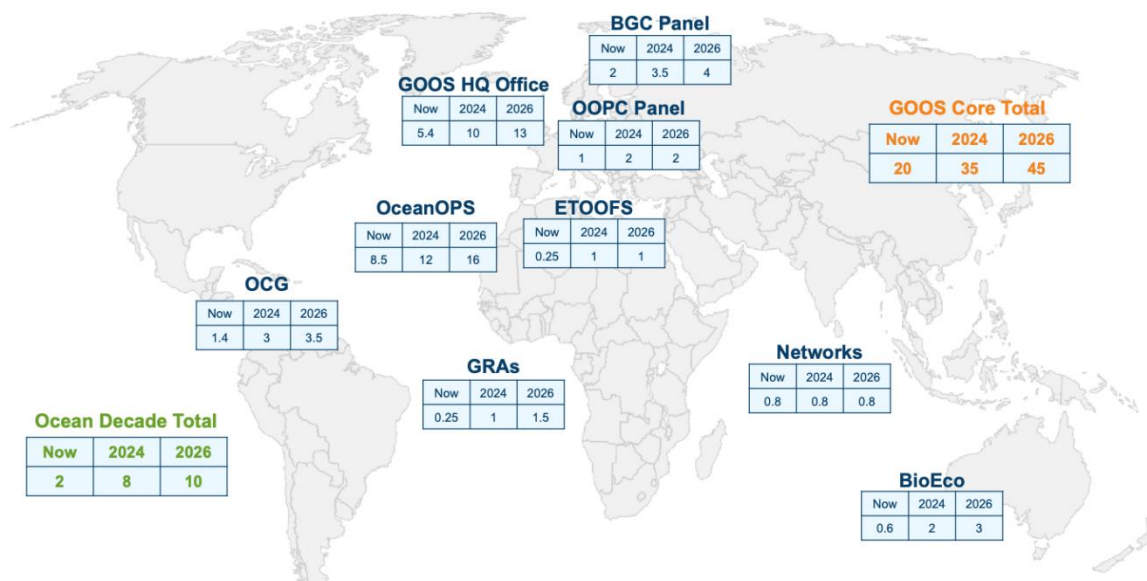 BGC Panel
Now 2024 2026
2 3.5 4
GOOS HQ Office
Now 2024 2026
5.4 10 13
OOPC Panel
Now 2024 2026
1 2 2
GOOS Core Total
Now 2024 2026
20 35 45
OceanOPS
Now 2024 2026
8.5 12 16
ETOOFS
Now 2024 2026
0.25 1 1
OCG
Now 2024 2026
1.4 3 3.5
GRAs
Now 2024 2026
0.25 1 1.5
Networks
Now 2024 2026
0.8 0.8 0.8
Ocean Decade Total
Now 2024 2026
2 8 10
BioEco
Now 2024 2026
0.6 2 3